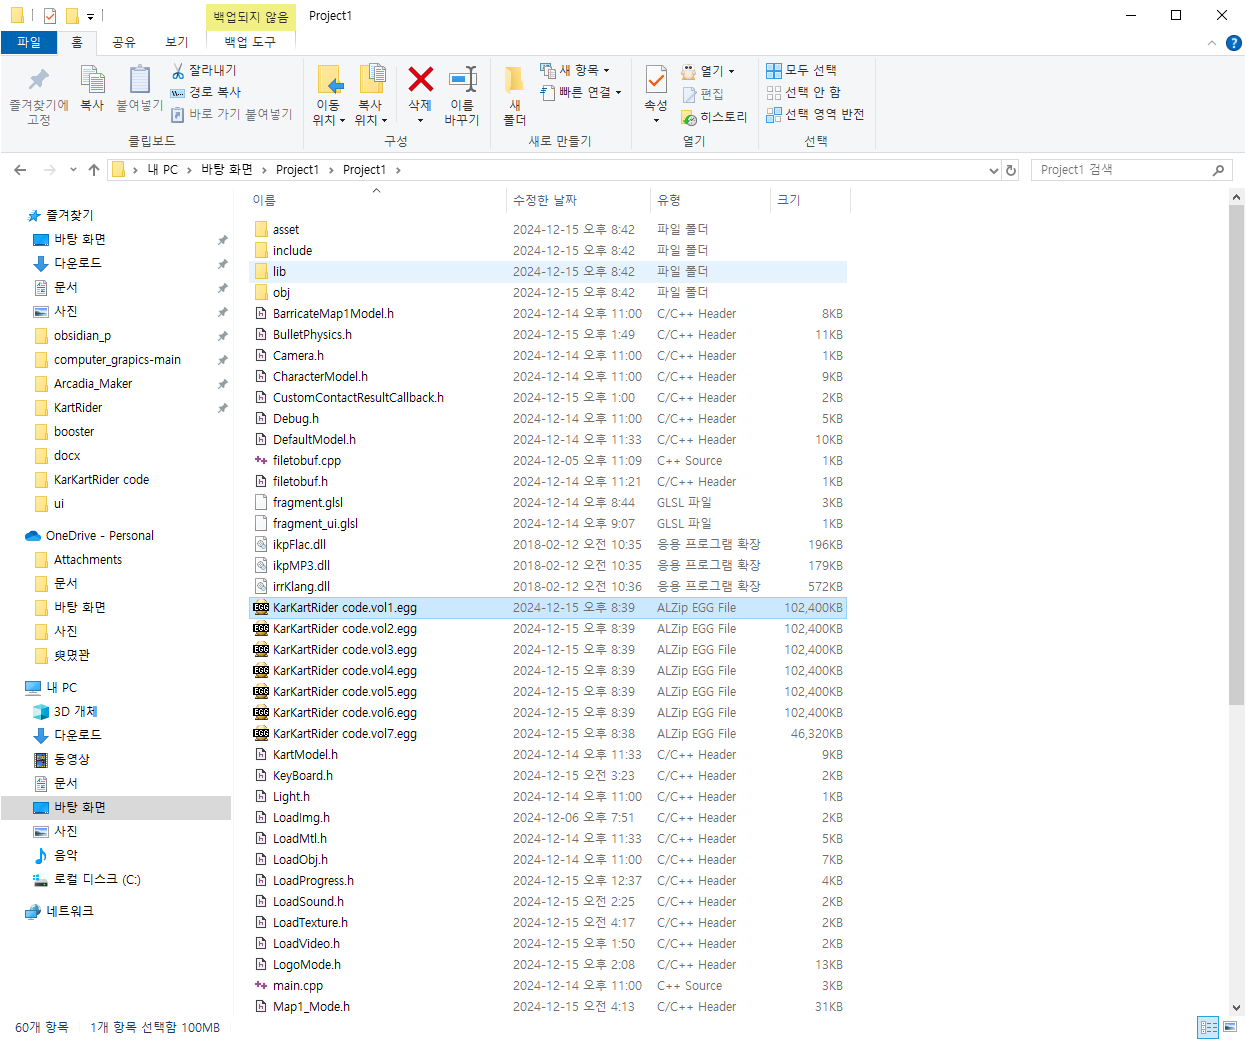 백업되지 않음 Project1
파일 홈 공유 보기 백업 도구
즐겨찾기에 고정
복사
붙여넣기
잘라내기
경로 복사
바로 가기 붙여넣기
클립보드
이동 위치
복사 위치
삭제
이름 바꾸기
구성
새 폴더
새 항목
빠른 연결
새로 만들기
속성
열기
편집
히스토리
열기
모두 선택
선택 안 함
선택 영역 반전
선택
내 PC › 바탕 화면 › Project1 › Project1 ›
Project1 검색
즐겨찾기
바탕 화면
다운로드
문서
사진
obsidian_p
computer_grapics-main
Arcadia_Maker
KartRider
booster
docx
KarKartRider code
ui
OneDrive - Personal
Attachments
문서
바탕 화면
사진
내 PC
3D 개체
다운로드
동영상
문서
바탕 화면
사진
음악
로컬 디스크 (C:)
네트워크
이름 수정한 날짜 유형 크기
asset 2024-12-15 오후 8:42 파일 폴더
include 2024-12-15 오후 8:42 파일 폴더
lib 2024-12-15 오후 8:42 파일 폴더
obj 2024-12-15 오후 8:42 파일 폴더
BarricateMap1Model.h 2024-12-14 오후 11:00 C/C++ Header 8KB
BulletPhysics.h 2024-12-15 오후 1:49 C/C++ Header 11KB
Camera.h 2024-12-14 오후 11:00 C/C++ Header 1KB
CharacterModel.h 2024-12-14 오후 11:00 C/C++ Header 9KB
CustomContactResultCallback.h 2024-12-15 오후 1:00 C/C++ Header 2KB
Debug.h 2024-12-14 오후 11:00 C/C++ Header 5KB
DefaultModel.h 2024-12-14 오후 11:33 C/C++ Header 10KB
filetobuf.cpp 2024-12-05 오후 11:09 C++ Source 1KB
filetobuf.h 2024-12-14 오후 11:21 C/C++ Header 1KB
fragment.glsl 2024-12-14 오후 8:44 GLSL 파일 3KB
fragment_ui.glsl 2024-12-14 오후 9:07 GLSL 파일 1KB
ikpFlac.dll 2018-02-12 오전 10:35 응용 프로그램 확장 196KB
ikpMP3.dll 2018-02-12 오전 10:35 응용 프로그램 확장 179KB
irrKlang.dll 2018-02-12 오전 10:36 응용 프로그램 확장 572KB
KarKartRider code.vol1.egg 2024-12-15 오후 8:39 ALZip EGG File 102,400KB
KarKartRider code.vol2.egg 2024-12-15 오후 8:39 ALZip EGG File 102,400KB
KarKartRider code.vol3.egg 2024-12-15 오후 8:39 ALZip EGG File 102,400KB
KarKartRider code.vol4.egg 2024-12-15 오후 8:39 ALZip EGG File 102,400KB
KarKartRider code.vol5.egg 2024-12-15 오후 8:39 ALZip EGG File 102,400KB
KarKartRider code.vol6.egg 2024-12-15 오후 8:39 ALZip EGG File 102,400KB
KarKartRider code.vol7.egg 2024-12-15 오후 8:38 ALZip EGG File 46,320KB
KartModel.h 2024-12-14 오후 11:33 C/C++ Header 9KB
KeyBoard.h 2024-12-15 오전 3:23 C/C++ Header 2KB
Light.h 2024-12-14 오후 11:00 C/C++ Header 1KB
LoadImg.h 2024-12-06 오후 7:51 C/C++ Header 2KB
LoadMtl.h 2024-12-14 오후 11:33 C/C++ Header 5KB
LoadObj.h 2024-12-14 오후 11:00 C/C++ Header 7KB
LoadProgress.h 2024-12-15 오후 12:37 C/C++ Header 4KB
LoadSound.h 2024-12-15 오전 2:25 C/C++ Header 2KB
LoadTexture.h 2024-12-15 오전 4:17 C/C++ Header 2KB
LoadVideo.h 2024-12-15 오후 1:50 C/C++ Header 2KB
LogoMode.h 2024-12-15 오후 2:08 C/C++ Header 13KB
main.cpp 2024-12-14 오후 11:00 C++ Source 3KB
Map1_Mode.h 2024-12-15 오전 4:13 C/C++ Header 31KB
60개 항목 1개 항목 선택함 100MB